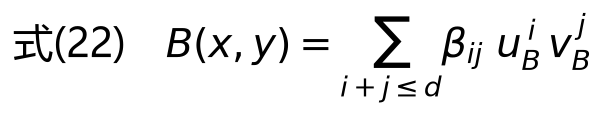 式(22) B(x, y) = ∑_{i + j ≤ d} β_{ij} u_B^i v_B^j